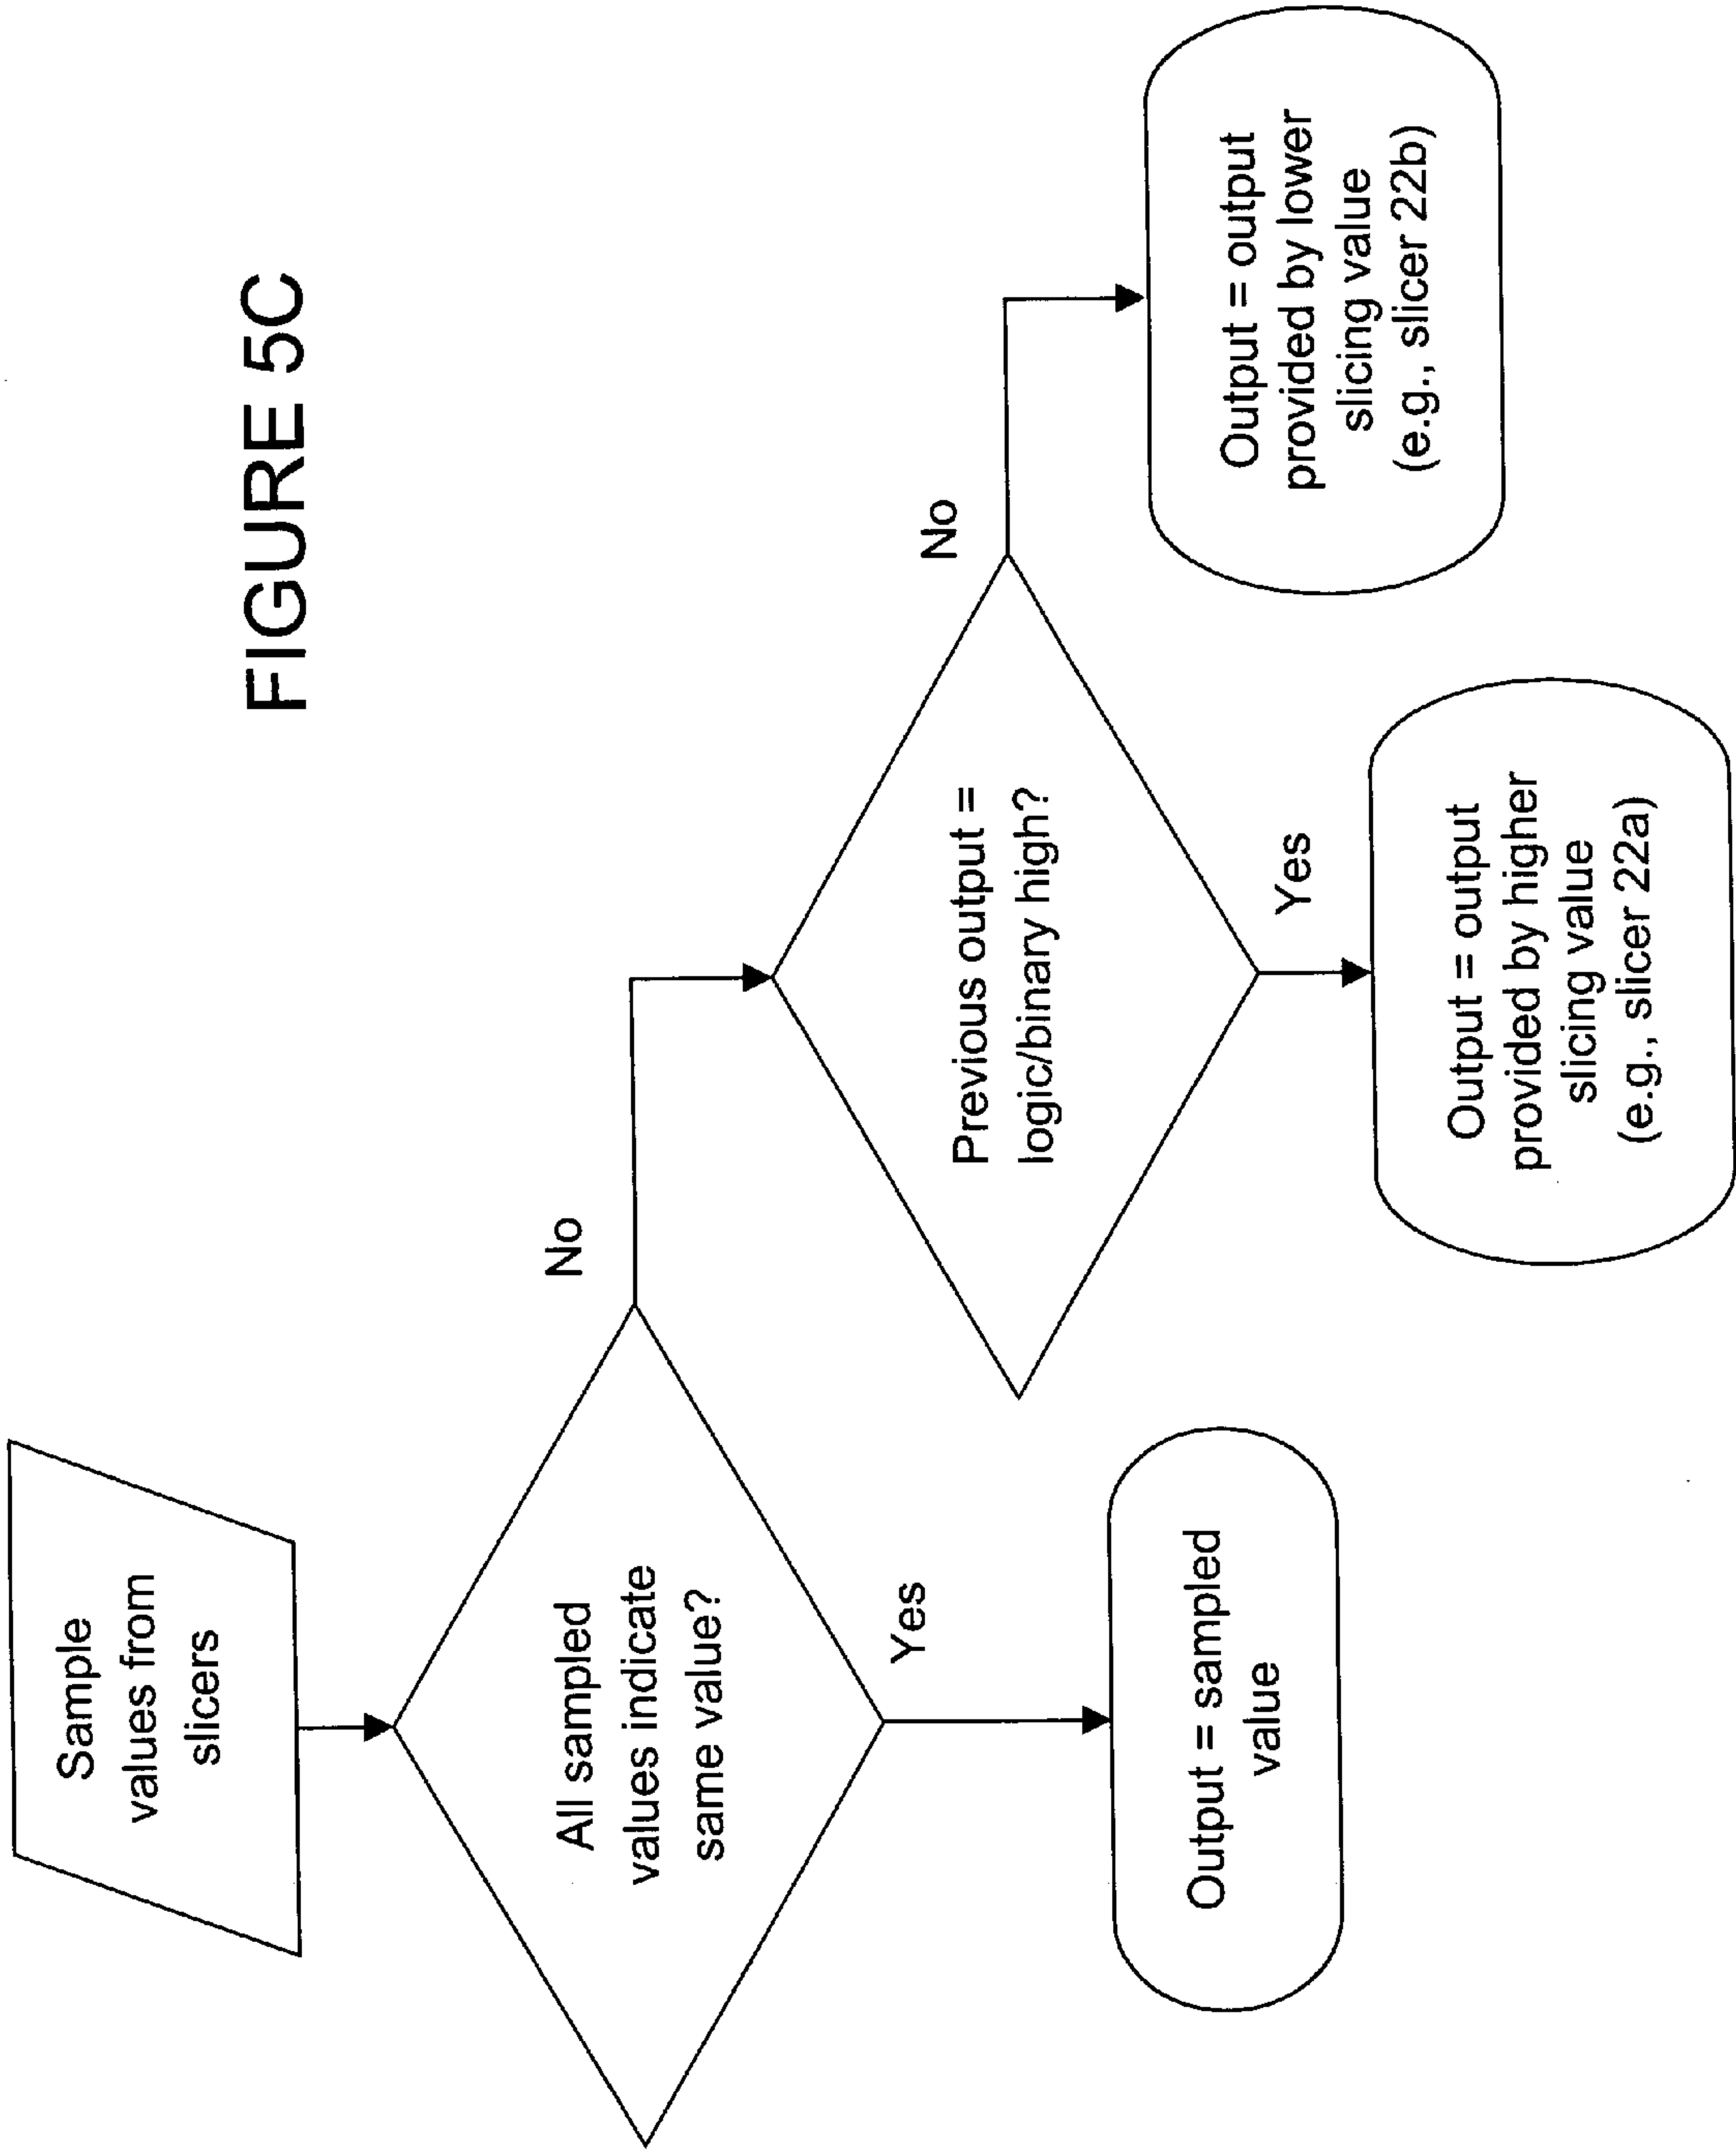 FIGURE 5C
Sample
values from
slicers
All sampled
values indicate
same value?
No
Yes
Output = sampled
value
Previous output =
logic/binary high?
No
Yes
Output = output
provided by higher
slicing value
(e.g., slicer 22a)
Output = output
provided by lower
slicing value
(e.g., slicer 22b)